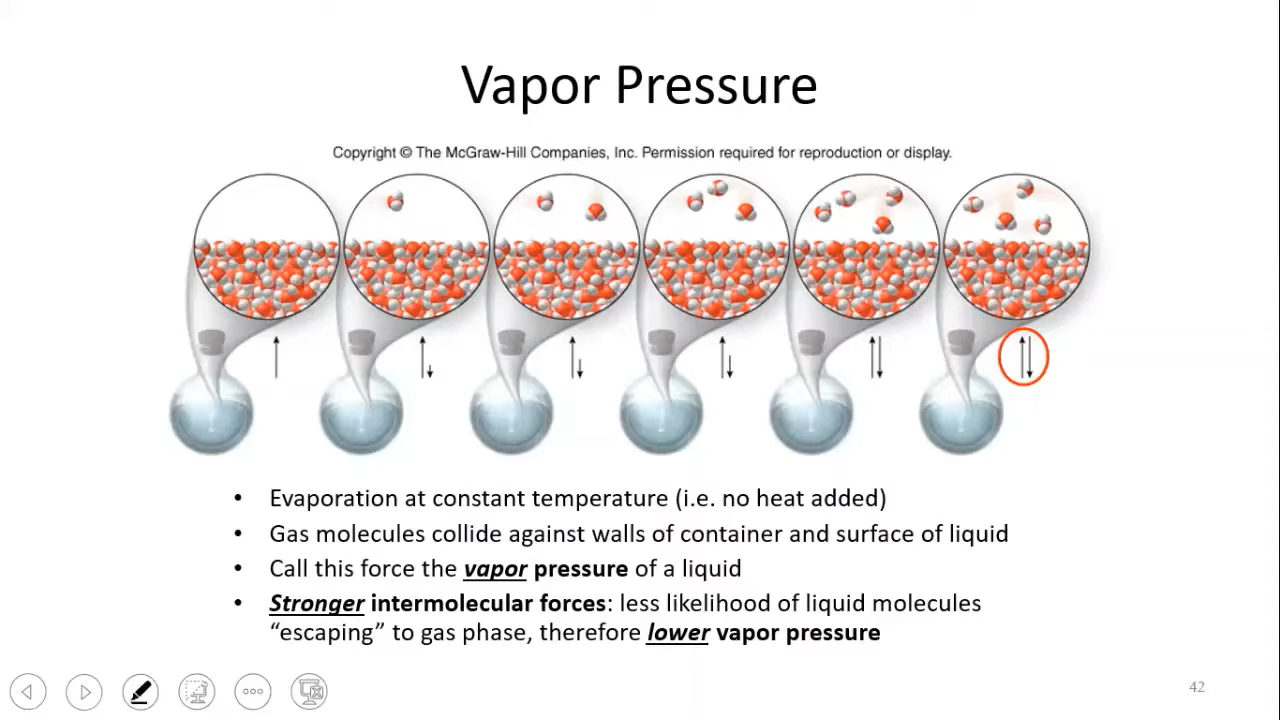 Vapor Pressure
Copyright © The McGraw-Hill Companies, Inc. Permission required for reproduction or display.
• Evaporation at constant temperature (i.e. no heat added)
• Gas molecules collide against walls of container and surface of liquid
• Call this force the vapor pressure of a liquid
• Stronger intermolecular forces: less likelihood of liquid molecules
“escaping” to gas phase, therefore lower vapor pressure
42